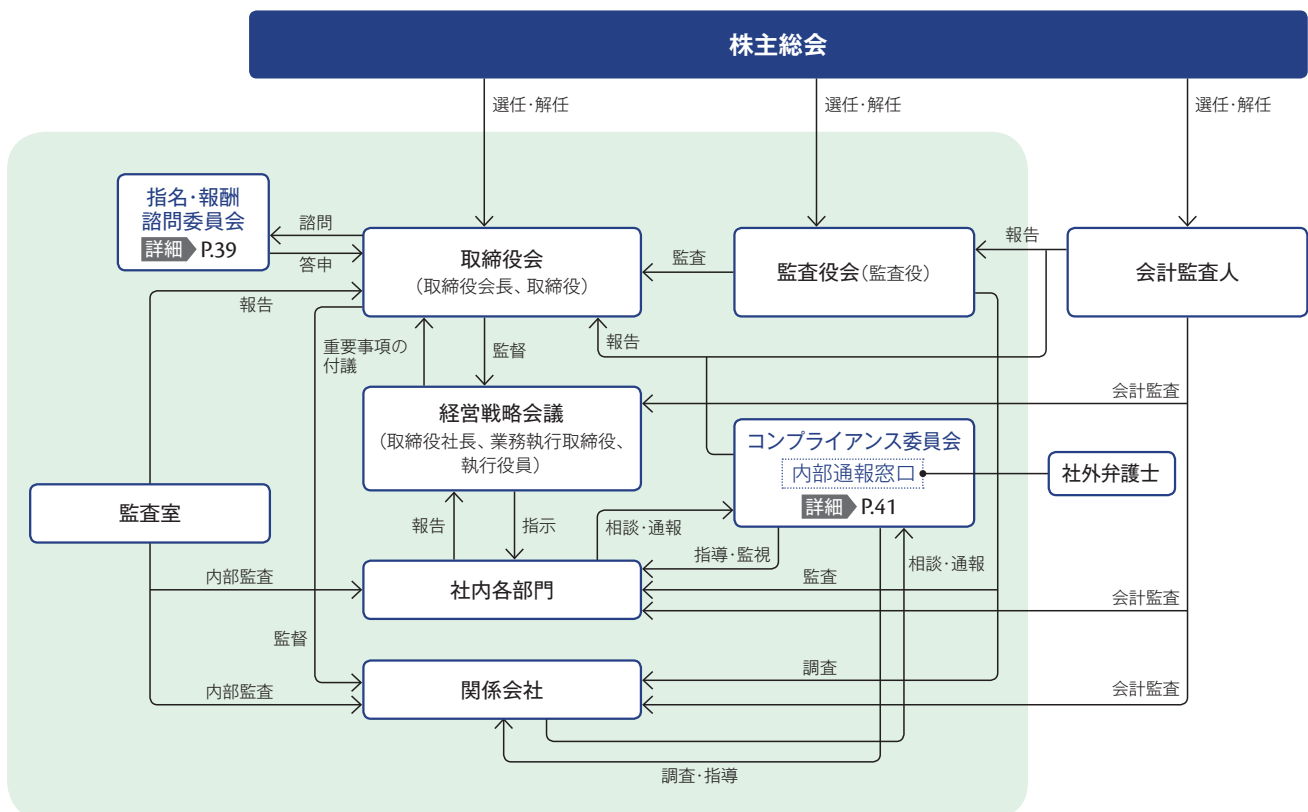 株主総会
選任・解任
選任・解任
選任・解任
指名・報酬
諮問委員会
詳細 P.39
諮問
答申
取締役会
(取締役会長、取締役)
監査
監査役会(監査役)
報告
会計監査人
報告
重要事項の
付議
監督
報告
会計監査
経営戦略会議
(取締役社長、業務執行取締役、
執行役員)
コンプライアンス委員会
内部通報窓口
詳細 P.41
社外弁護士
監査室
報告
指示
相談・通報
指導・監視
相談・通報
内部監査
社内各部門
監査
会計監査
監督
内部監査
関係会社
調査
会計監査
調査・指導